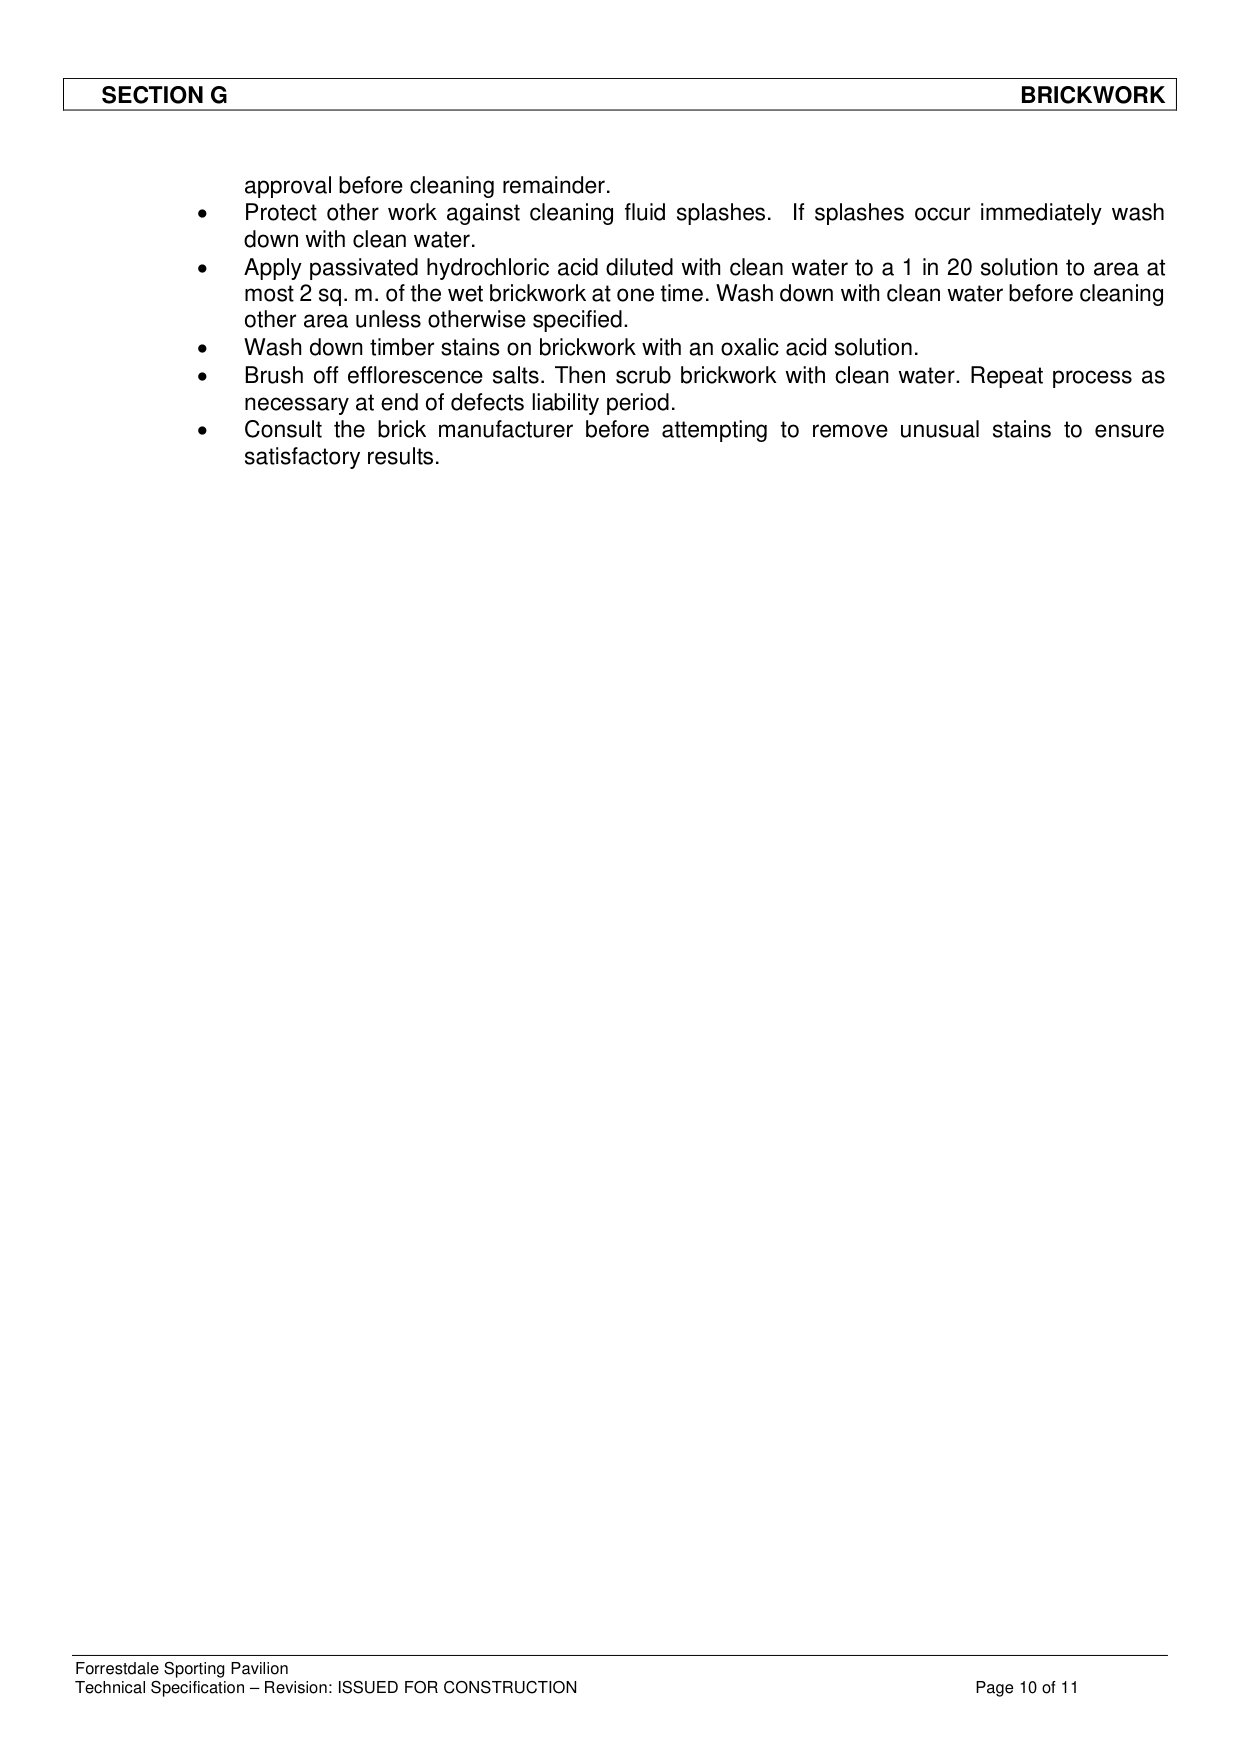 SECTION G BRICKWORK
approval before cleaning remainder.
• Protect other work against cleaning fluid splashes.  If splashes occur immediately wash
down with clean water.
• Apply passivated hydrochloric acid diluted with clean water to a 1 in 20 solution to area at
most 2 sq. m. of the wet brickwork at one time. Wash down with clean water before cleaning
other area unless otherwise specified.
• Wash down timber stains on brickwork with an oxalic acid solution.
• Brush off efflorescence salts. Then scrub brickwork with clean water. Repeat process as
necessary at end of defects liability period.
• Consult the brick manufacturer before attempting to remove unusual stains to ensure
satisfactory results.
Forrestdale Sporting Pavilion
Technical Specification – Revision: ISSUED FOR CONSTRUCTION Page 10 of 11